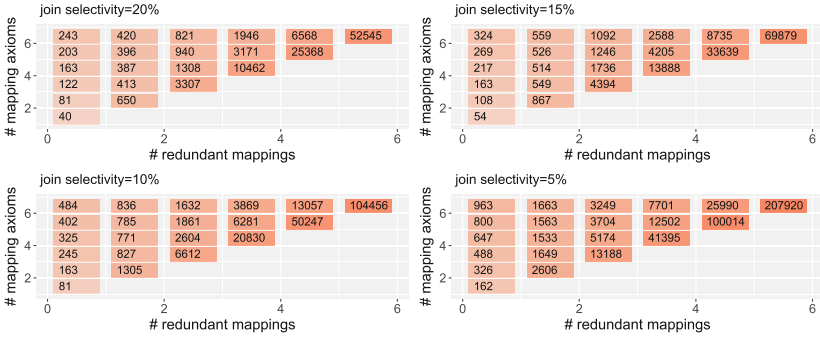 join selectivity=20%
# mapping axioms
6
4
2
243 420 821 1946 6568 52545
203 396 940 3171 25368
163 387 1308 10462
122 413 3307
81 650
40
0 2 4 6
# redundant mappings
join selectivity=15%
# mapping axioms
6
4
2
324 559 1092 2588 8735 69879
269 526 1246 4205 33639
217 514 1736 13888
163 549 4394
108 867
54
0 2 4 6
# redundant mappings
join selectivity=10%
# mapping axioms
6
4
2
484 836 1632 3869 13057 104456
402 785 1861 6281 50247
325 771 2604 20830
245 827 6612
163 1305
81
0 2 4 6
# redundant mappings
join selectivity=5%
# mapping axioms
6
4
2
963 1663 3249 7701 25990 207920
800 1563 3704 12502 100014
647 1533 5174 41395
488 1649 13188
326 2606
162
0 2 4 6
# redundant mappings